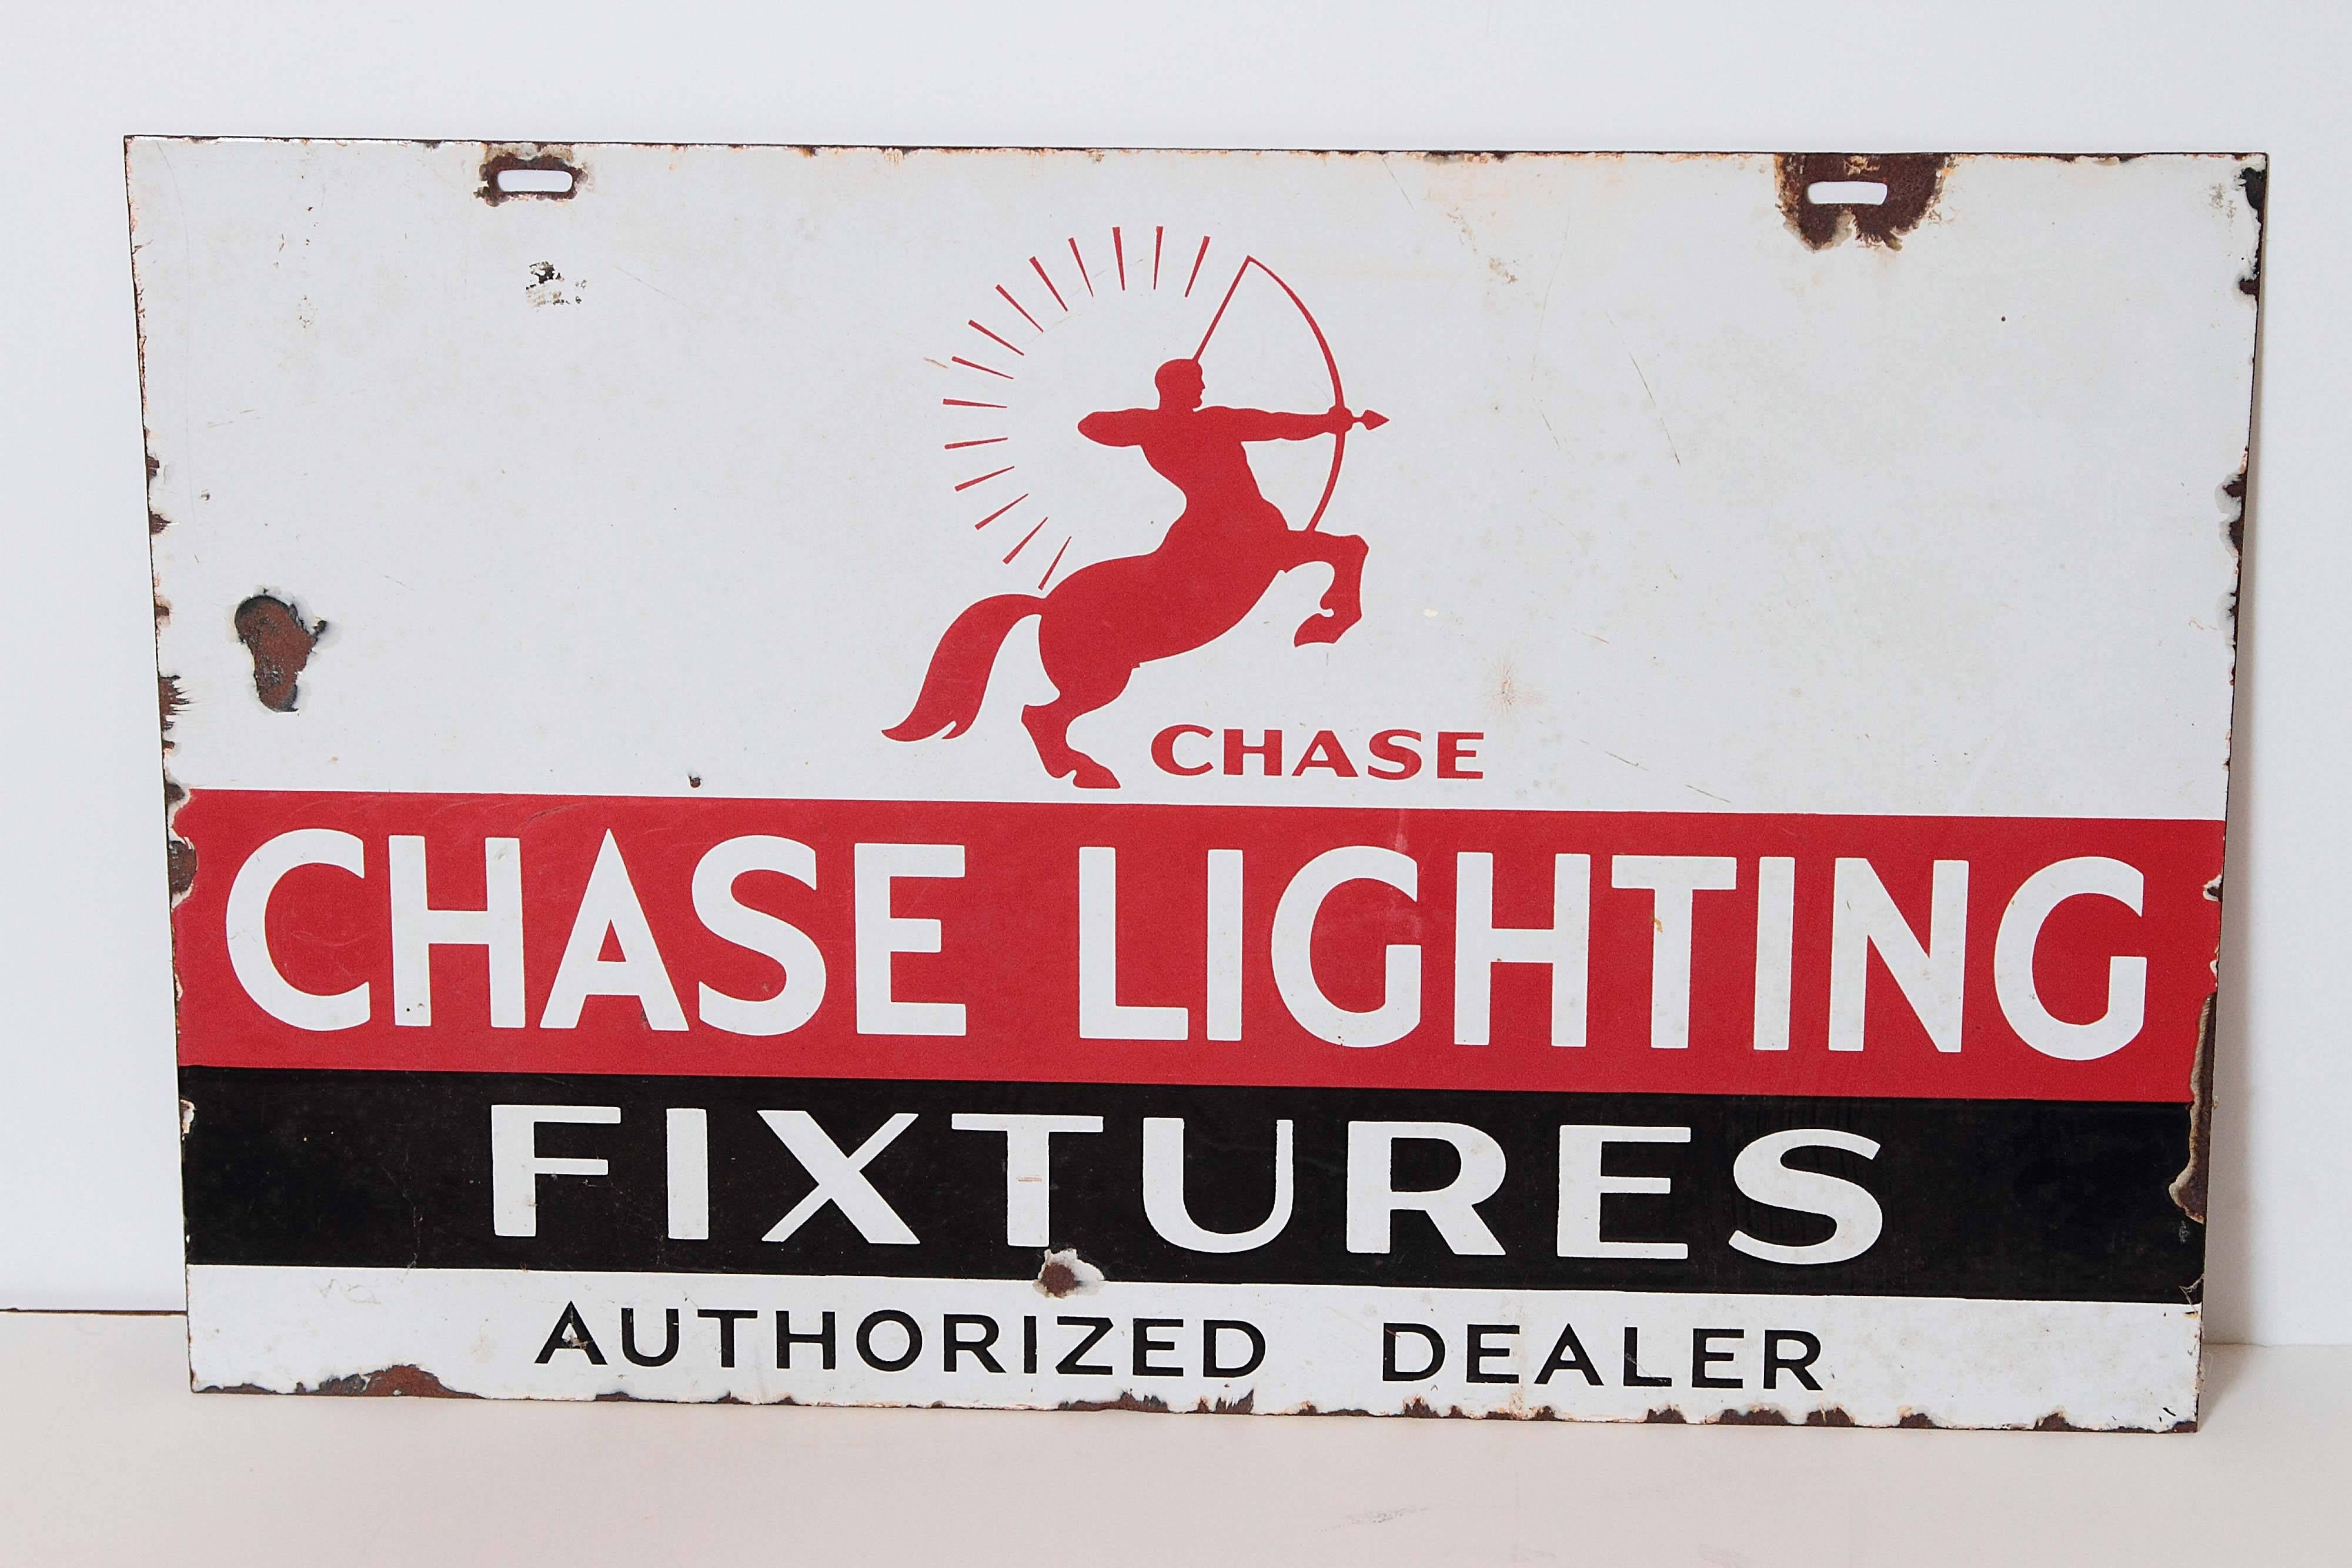 CHASE
CHASE LIGHTING
FIXTURES
AUTHORIZED DEALER